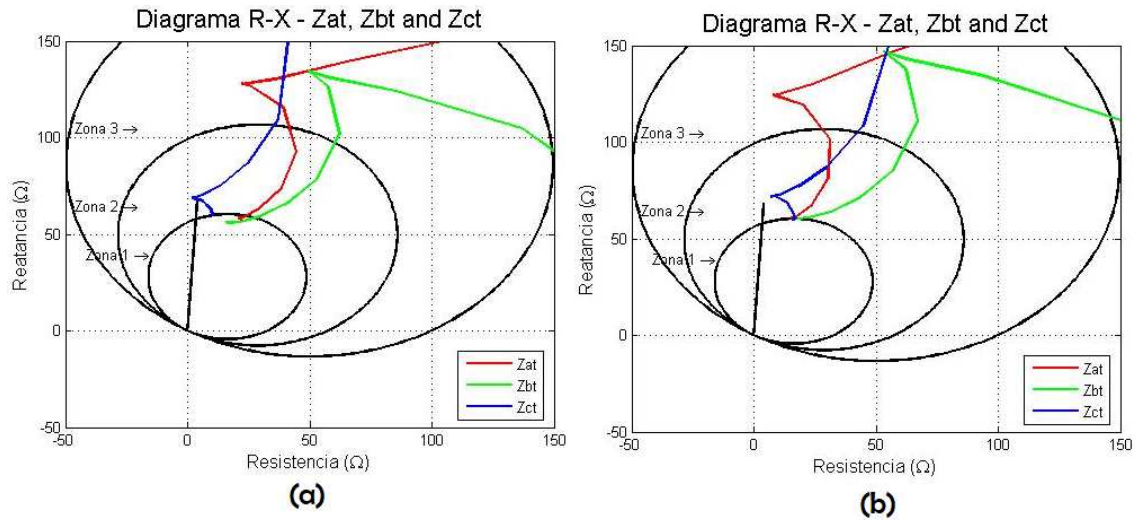 Diagrama R-X - Zat, Zbt and Zct
150
100
50
0
-50
Reatancia (Ω)
Zona 3 →
Zona 2 →
Zona 1 →
Zat
Zbt
Zct
-50 0 50 100 150
Resistencia (Ω)
(a)
Diagrama R-X - Zat, Zbt and Zct
150
100
50
0
-50
Reatancia (Ω)
Zona 3 →
Zona 2 →
Zona 1 →
Zat
Zbt
Zct
-50 0 50 100 150
Resistencia (Ω)
(b)